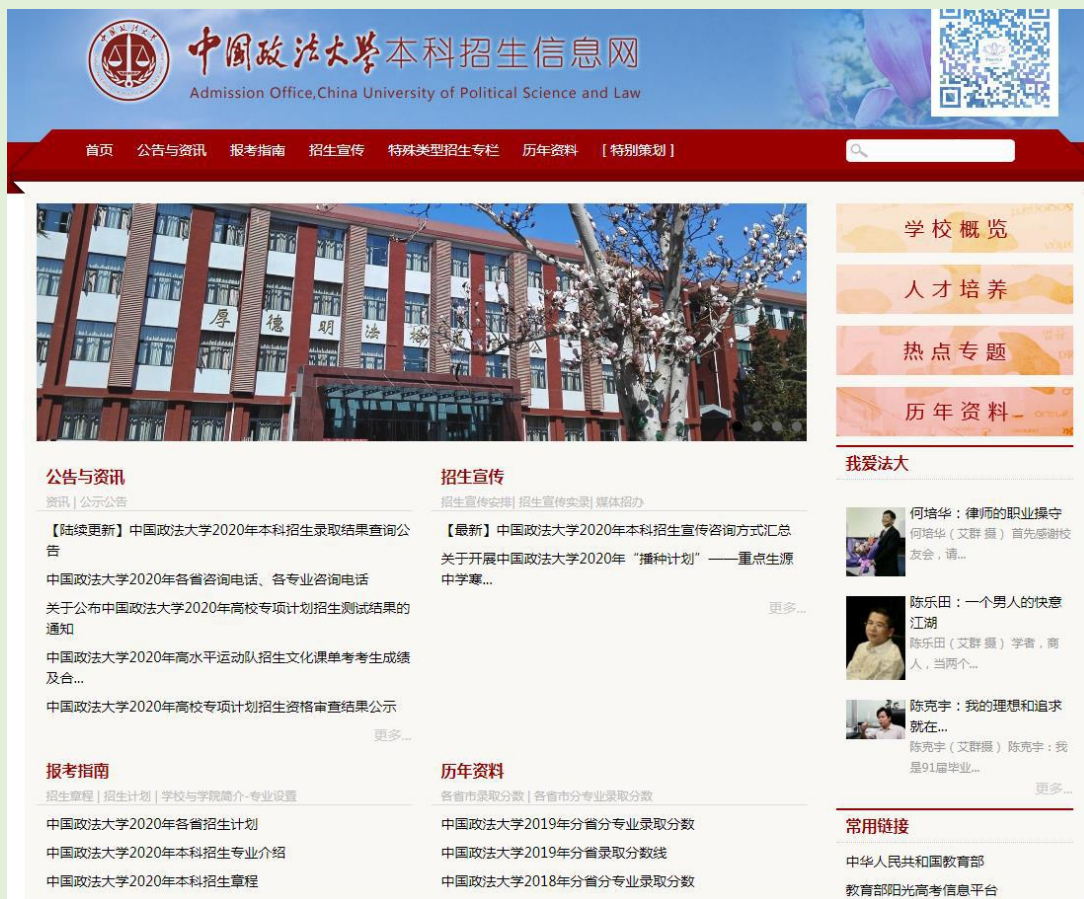 中国政法大学本科招生信息网
Admission Office,China University of Political Science and Law
首页 公告与资讯 报考指南 招生宣传 特殊类型招生专栏 历年资料 [ 特别策划 ]
厚德明法
学校概览
人才培养
热点专题
历年资料
公告与资讯
资讯 | 公示公告
【陆续更新】中国政法大学2020年本科招生录取结果查询公
告
中国政法大学2020年各省咨询电话、各专业咨询电话
关于公布中国政法大学2020年高校专项计划招生测试结果的
通知
中国政法大学2020年高水平运动队招生文化课单考考生成绩
及合...
中国政法大学2020年高校专项计划招生资格审查结果公示
更多...
招生宣传
招生宣传安排| 招生宣传实录| 媒体招办
【最新】中国政法大学2020年本科招生宣传咨询方式汇总
关于开展中国政法大学2020年“播种计划”——重点生源
中学寒...
更多...
我爱法大
何培华：律师的职业操守
何培华（艾群 摄） 首先感谢校
友会，请...
陈乐田：一个男人的快意
江湖
陈乐田（艾群 摄） 学者，商
人，当两个...
陈克宇：我的理想和追求
就在...
陈克宇（艾群摄） 陈克宇：我
是91届毕业...
更多...
报考指南
招生章程 | 招生计划 | 学校与学院简介-专业设置
中国政法大学2020年各省招生计划
中国政法大学2020年本科招生专业介绍
中国政法大学2020年本科招生章程
历年资料
各省市录取分数 | 各省市分专业录取分数
中国政法大学2019年分省分专业录取分数
中国政法大学2019年分省录取分数线
中国政法大学2018年分省分专业录取分数
常用链接
中华人民共和国教育部
教育部阳光高考信息平台